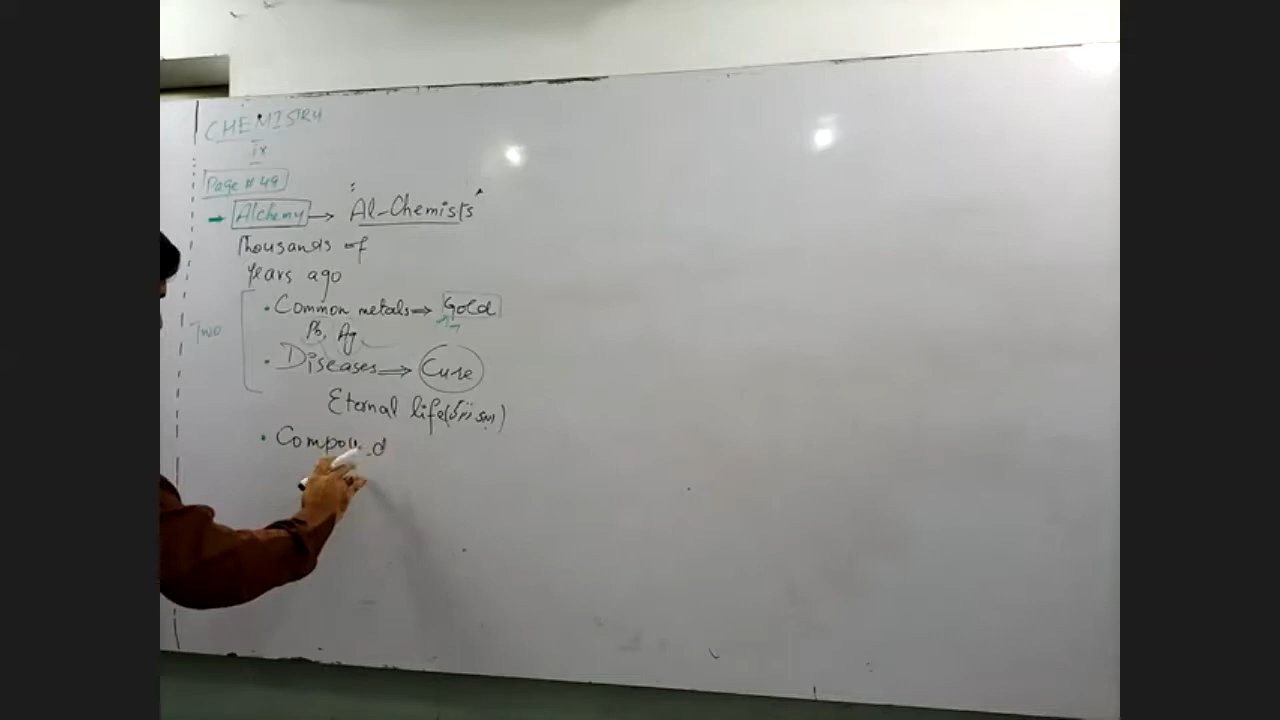 CHEMISTRY
IX
Page # 49
→ Alchemy → Al-Chemists
Thousands of
years ago
Two
• Common metals ⇒ Gold
Pb, Ag
• Diseases ⇒ Cure
Eternal life
• Compound